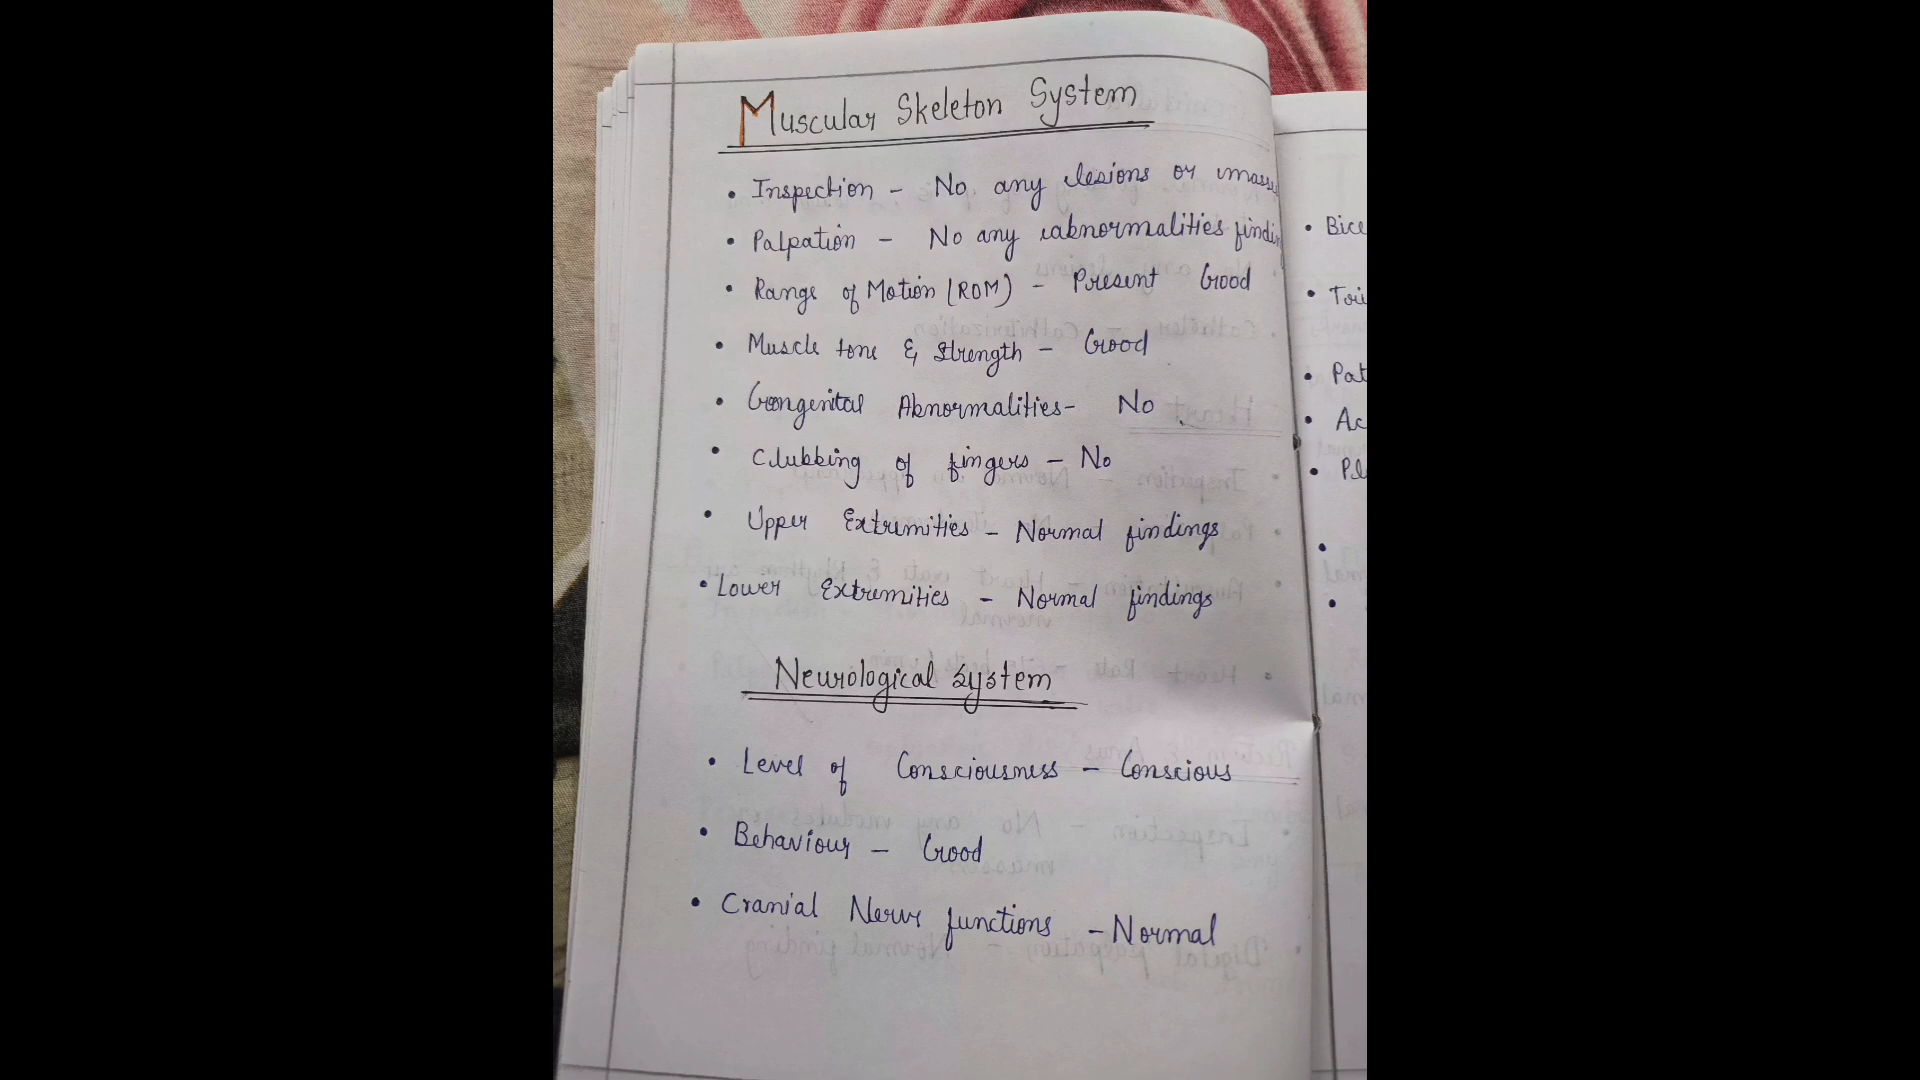 Muscular Skeleton System
• Inspection - No any lesions or
• Palpation - No any abnormalities
• Range of Motion (ROM) - Present Good
• Muscle tone & Strength - Good
• Congenital Abnormalities - No
• Clubbing of fingers - No
• Upper Extremities - Normal findings
• Lower Extremities - Normal findings
Neurological System
• Level of Consciousness - Conscious
• Behaviour - Good
• Cranial Nerve functions - Normal